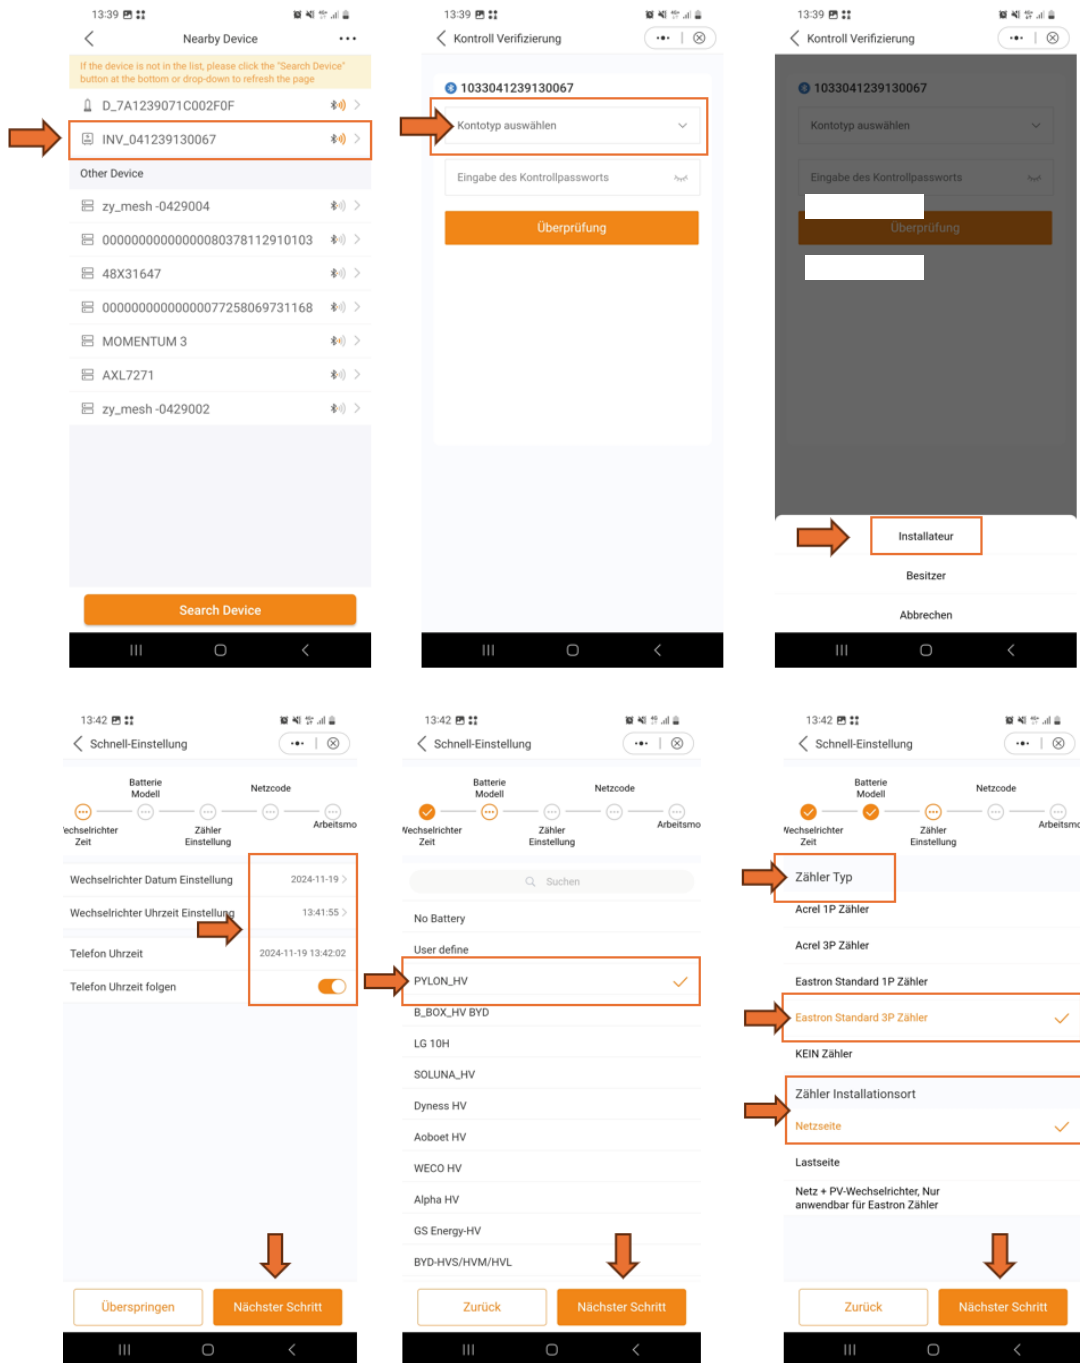 13:39
Nearby Device
If the device is not in the list, please click the "Search Device"
button at the bottom or drop-down to refresh the page
D_7A1239071C002F0F
INV_041239130067
Other Device
zy_mesh -0429004
00000000000000080378112910103
48X31647
00000000000000077258069731168
MOMENTUM 3
AXL7271
zy_mesh -0429002
Search Device
13:39
Kontroll Verifizierung
1033041239130067
Kontotyp auswählen
Eingabe des Kontrollpassworts
Überprüfung
13:39
Kontroll Verifizierung
1033041239130067
Kontotyp auswählen
Eingabe des Kontrollpassworts
Überprüfung
Installateur
Besitzer
Abbrechen
13:42
Schnell-Einstellung
Batterie
Modell
Netzcode
Wechselrichter
Zeit
Zähler
Einstellung
Arbeitsmo
Wechselrichter Datum Einstellung 2024-11-19
Wechselrichter Uhrzeit Einstellung 13:41:55
Telefon Uhrzeit 2024-11-19 13:42:02
Telefon Uhrzeit folgen
Überspringen
Nächster Schritt
13:42
Schnell-Einstellung
Batterie
Modell
Netzcode
Wechselrichter
Zeit
Zähler
Einstellung
Arbeitsmo
Suchen
No Battery
User define
PYLON_HV
B_BOX_HV BYD
LG 10H
SOLUNA_HV
Dyness HV
Aoboet HV
WECO HV
Alpha HV
GS Energy-HV
BYD-HVS/HVM/HVL
Zurück
Nächster Schritt
13:42
Schnell-Einstellung
Batterie
Modell
Netzcode
Wechselrichter
Zeit
Zähler
Einstellung
Arbeitsmo
Zähler Typ
Acrel 1P Zähler
Acrel 3P Zähler
Eastron Standard 1P Zähler
Eastron Standard 3P Zähler
KEIN Zähler
Zähler Installationsort
Netzseite
Lastseite
Netz + PV-Wechselrichter, Nur
anwendbar für Eastron Zähler
Zurück
Nächster Schritt